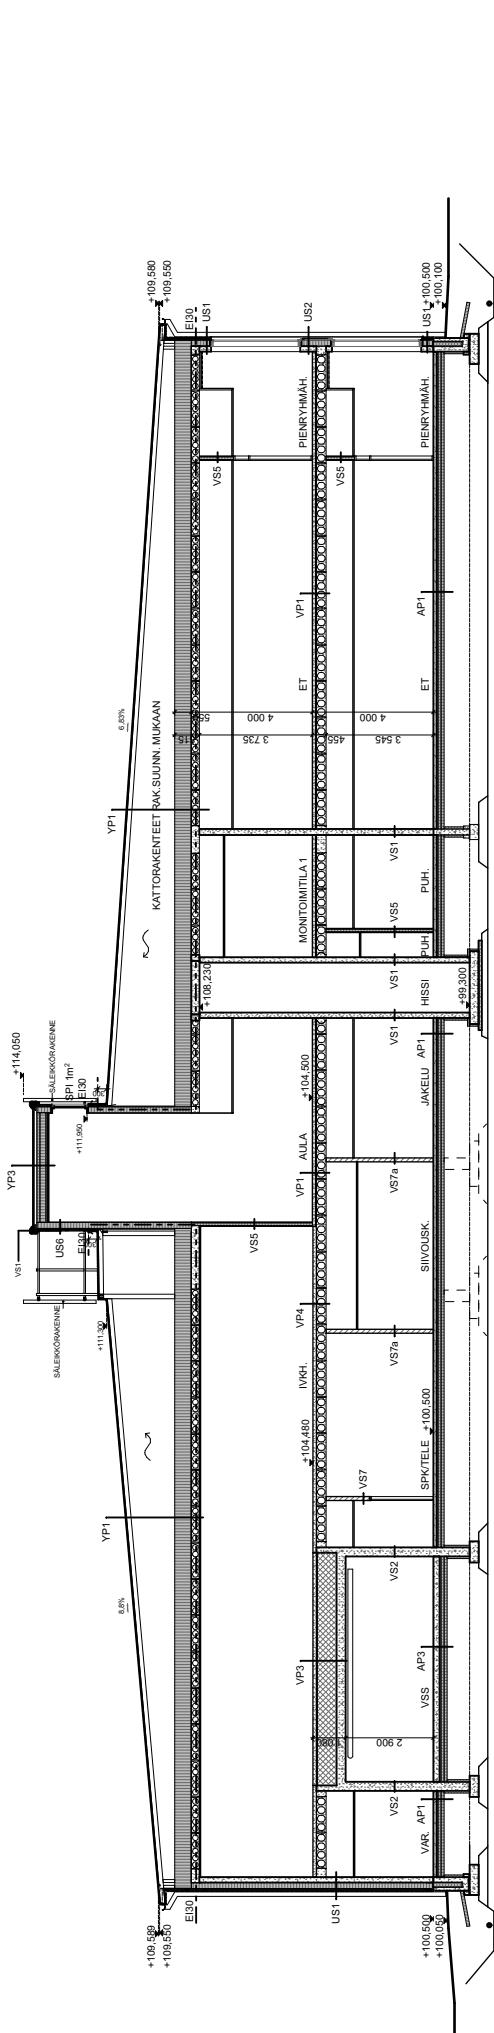 +109,589
+109,550
EI30
US1
+100,500
+100,050
VAR.
AP1
VS2
VSS
AP3
2 900
1 080
VP3
VS2
8,8%
YP1
SPK/TELE
+100,500
VS7
IVKH.
+104,480
VS7a
VP4
SIIVOUSK.
VS7a
SÄLEIKKÖRAKENNE
+111,300
VS1
US6
EI30
VS5
YP3
VP1
AULA
+104,500
+111,950
+114,050
SÄLEIKKÖRAKENNE
SPI 1m²
EI30
JAKELU
AP1
VS1
HISSI
+99,300
+108,230
VS1
PUH.
VS5
PUH.
MONITOIMITILA 1
VS1
YP1
KATTORAKENTEET RAK.SUUNN. MUKAAN
6,83%
3 735
4 000
455
3 545
4 000
ET
VP1
ET
AP1
VS5
VS5
PIENRYHMÄH.
PIENRYHMÄH.
EI30
US1
US2
US1
+109,580
+109,550
+100,500
+100,100